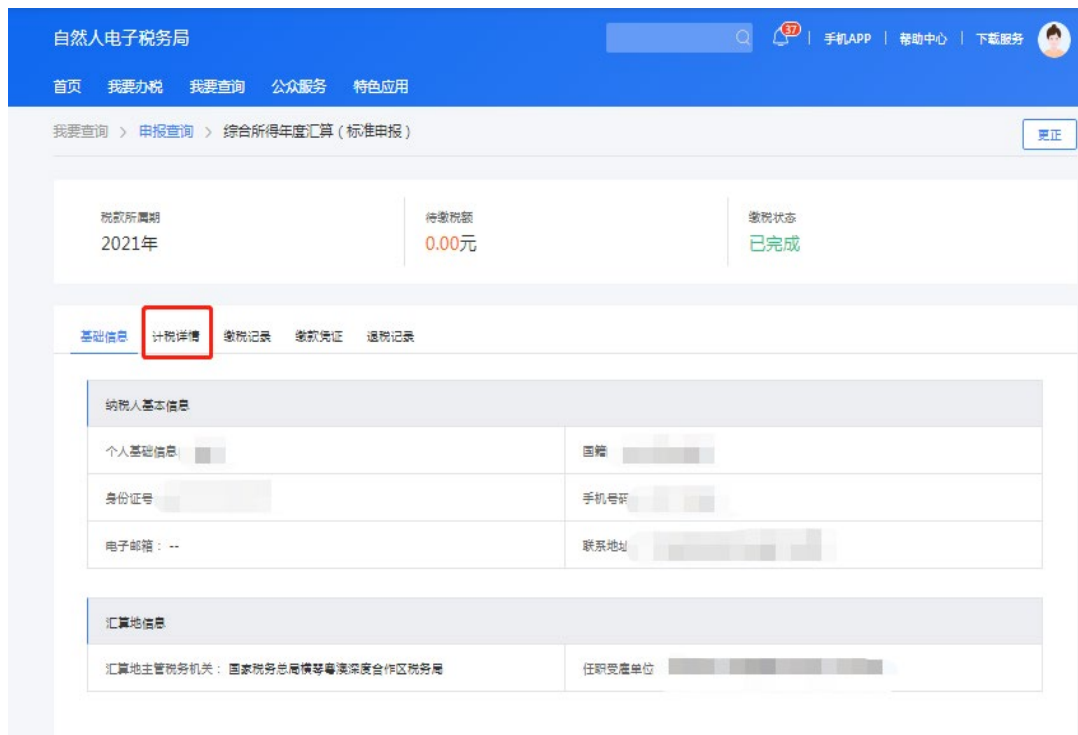 自然人电子税务局
37 | 手机APP | 帮助中心 | 下载服务
首页 我要办税 我要查询 公众服务 特色应用
我要查询 > 申报查询 > 综合所得年度汇算（标准申报）
更正
税款所属期 待缴税额 缴税状态
2021年 0.00元 已完成
基础信息 计税详情 缴税记录 缴款凭证 退税记录
纳税人基本信息
个人基础信息 国籍
身份证号 手机号码
电子邮箱： -- 联系地址
汇算地信息
汇算地主管税务机关： 国家税务总局横琴粤澳深度合作区税务局 任职受雇单位